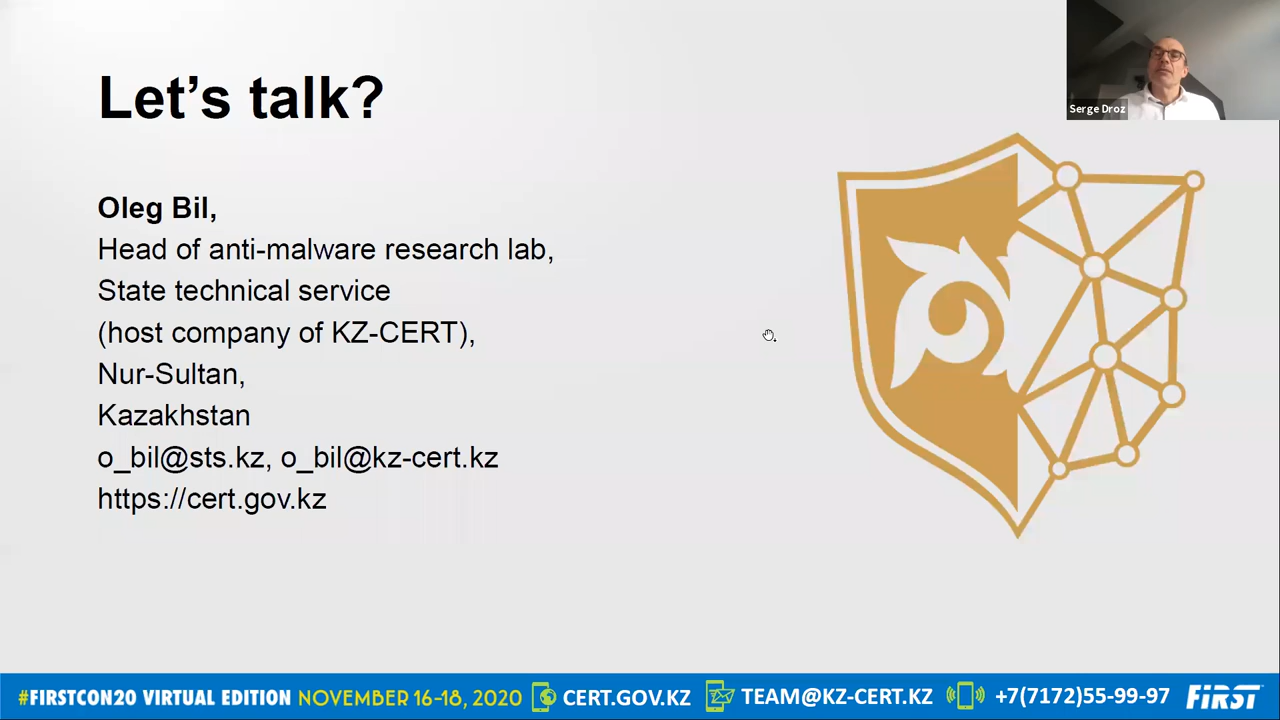 Let’s talk?
Serge Droz
Oleg Bil,
Head of anti-malware research lab,
State technical service
(host company of KZ-CERT),
Nur-Sultan,
Kazakhstan
o_bil@sts.kz, o_bil@kz-cert.kz
https://cert.gov.kz
#FIRSTCON20 VIRTUAL EDITION NOVEMBER 16-18, 2020 CERT.GOV.KZ TEAM@KZ-CERT.KZ +7(7172)55-99-97 FiRST